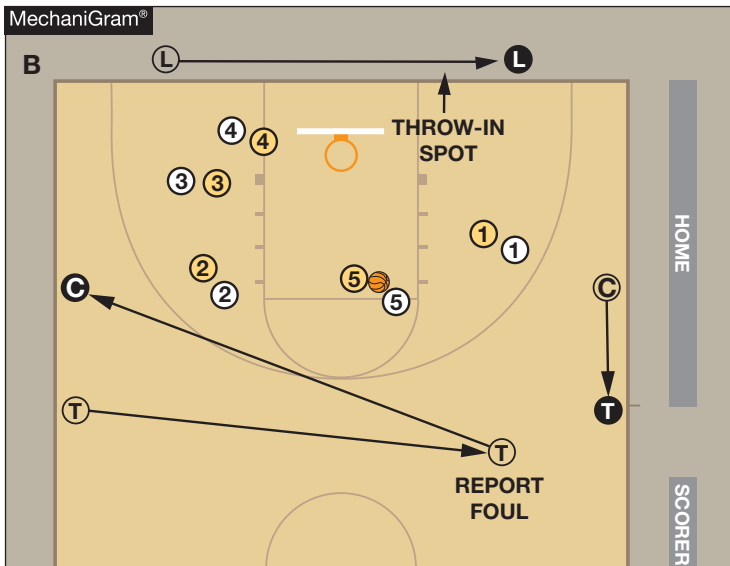 MechaniGram®
B
L
L
THROW-IN
SPOT
4
4
3
3
1
1
2
2
5
5
HOME
C
C
T
T
T
REPORT
FOUL
SCORER